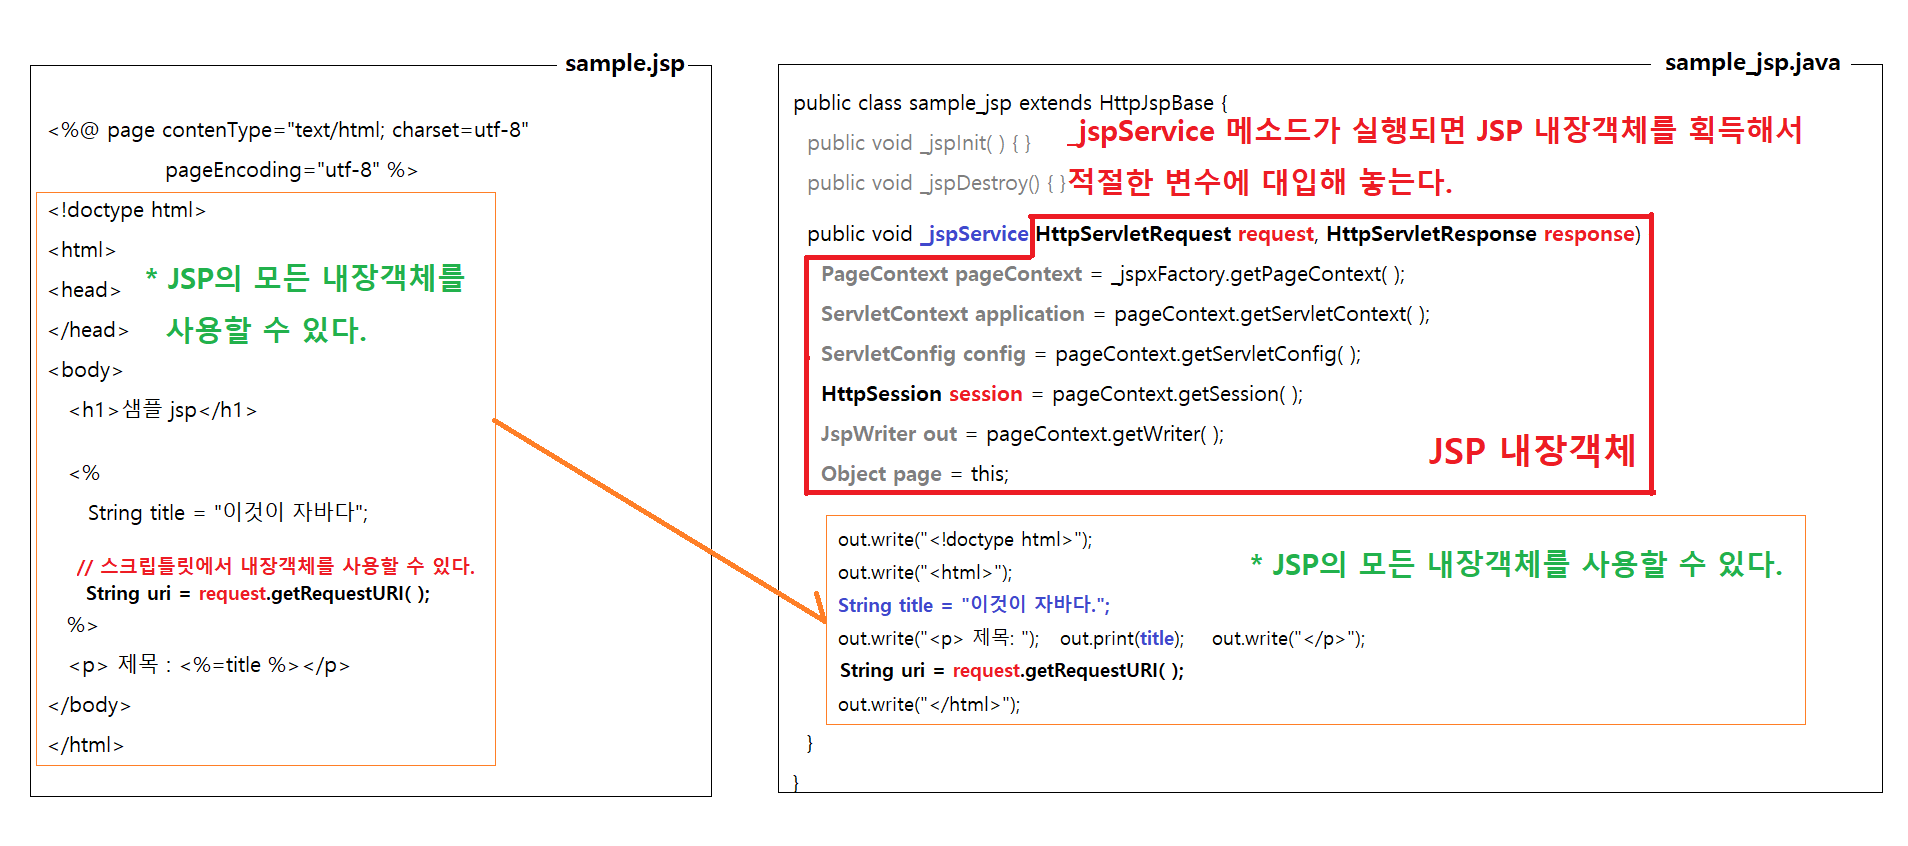 sample.jsp
<%@ page contenType="text/html; charset=utf-8"
pageEncoding="utf-8" %>
<!doctype html>
<html>
<head>
* JSP의 모든 내장객체를
사용할 수 있다.
</head>
<body>
<h1>샘플 jsp</h1>
<%
String title = "이것이 자바다";
// 스크립틀릿에서 내장객체를 사용할 수 있다.
String uri = request.getRequestURI( );
%>
<p> 제목 : <%=title %></p>
</body>
</html>
sample_jsp.java
public class sample_jsp extends HttpJspBase {
public void _jspInit( ) { }
public void _jspDestroy() { }
_jspService 메소드가 실행되면 JSP 내장객체를 획득해서
적절한 변수에 대입해 놓는다.
public void _jspService HttpServletRequest request, HttpServletResponse response)
PageContext pageContext = _jspxFactory.getPageContext( );
ServletContext application = pageContext.getServletContext( );
ServletConfig config = pageContext.getServletConfig( );
HttpSession session = pageContext.getSession( );
JspWriter out = pageContext.getWriter( );
Object page = this;
JSP 내장객체
out.write("<!doctype html>");
out.write("<html>");
* JSP의 모든 내장객체를 사용할 수 있다.
String title = "이것이 자바다.";
out.write("<p> 제목: "); out.print(title); out.write("</p>");
String uri = request.getRequestURI( );
out.write("</html>");
}
}